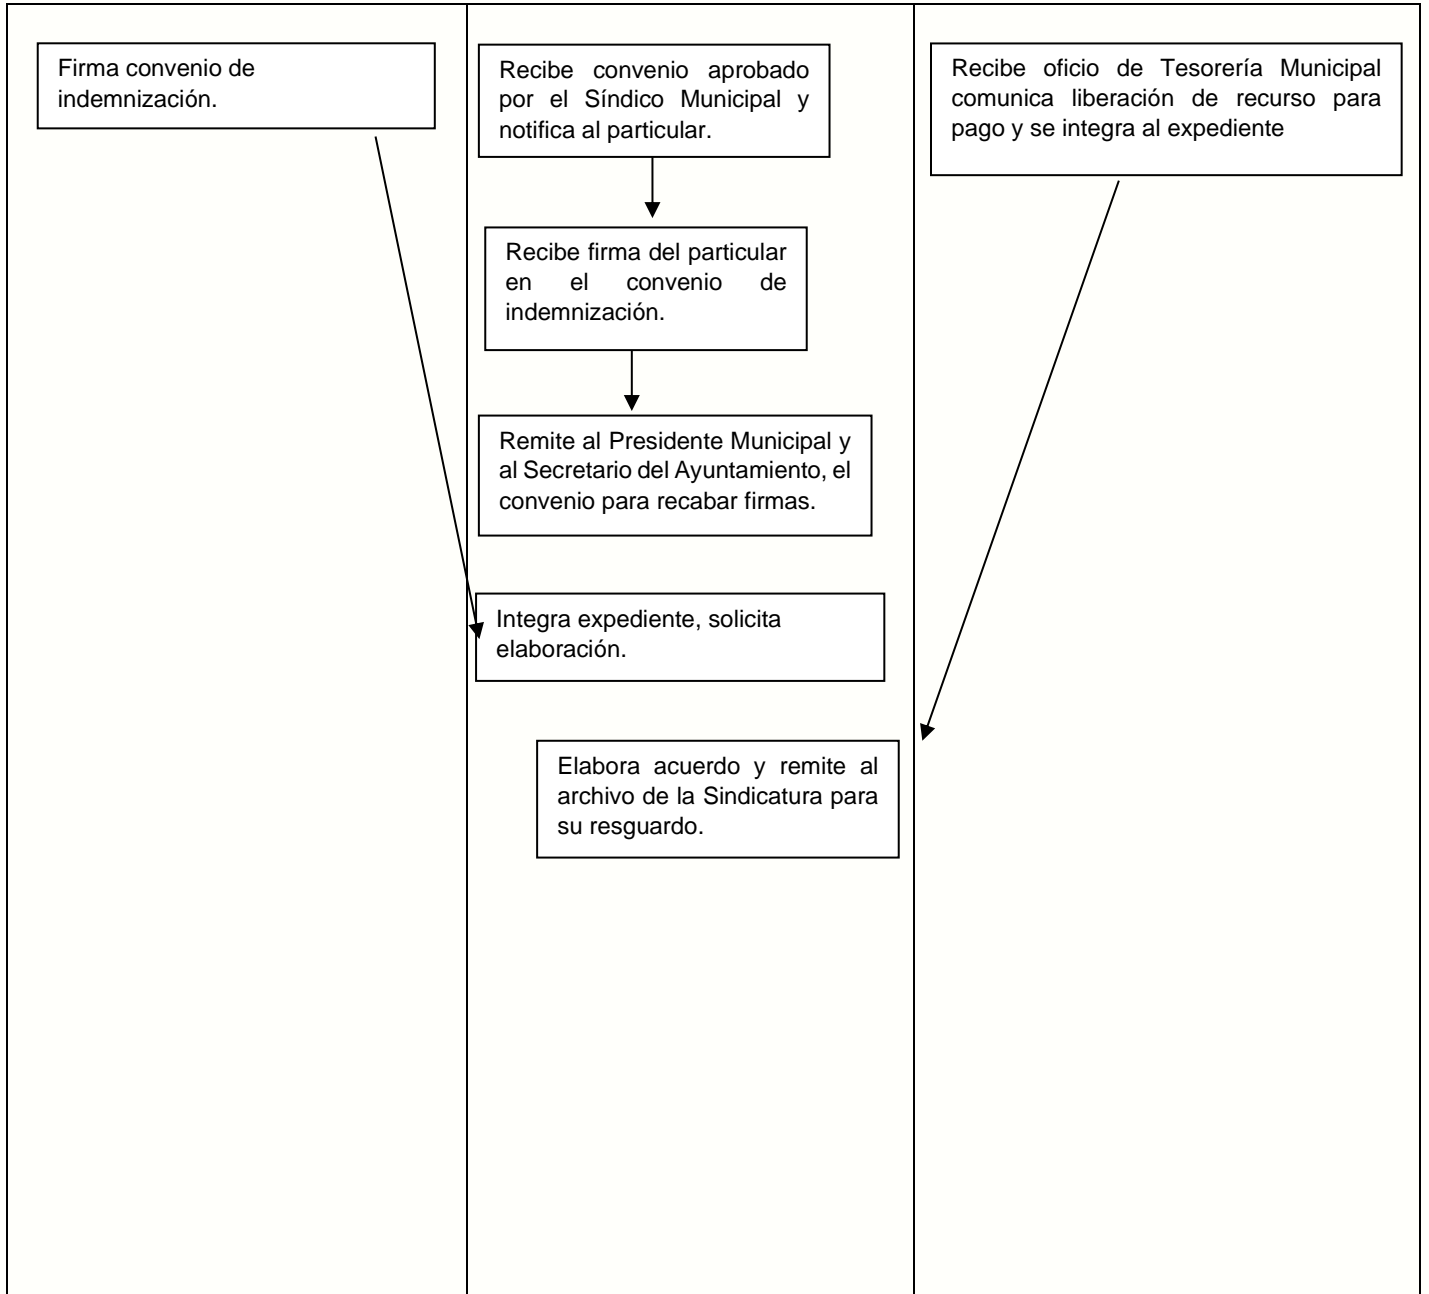 Firma convenio de
indemnización.
Recibe convenio aprobado
por el Síndico Municipal y
notifica al particular.
Recibe firma del particular
en el convenio de
indemnización.
Remite al Presidente Municipal y
al Secretario del Ayuntamiento, el
convenio para recabar firmas.
Integra expediente, solicita
elaboración.
Elabora acuerdo y remite al
archivo de la Sindicatura para
su resguardo.
Recibe oficio de Tesorería Municipal
comunica liberación de recurso para
pago y se integra al expediente